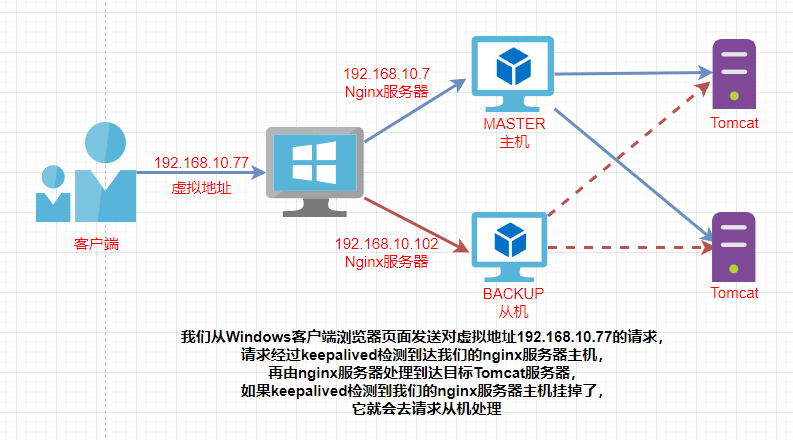 192.168.10.7
Nginx服务器
MASTER
主机
Tomcat
192.168.10.77
虚拟地址
客户端
192.168.10.102
Nginx服务器
BACKUP
从机
Tomcat
我们从Windows客户端浏览器页面发送对虚拟地址192.168.10.77的请求，
请求经过keepalived检测到达我们的nginx服务器主机，
再由nginx服务器处理到达目标Tomcat服务器，
如果keepalived检测到我们的nginx服务器主机挂掉了，
它就会去请求从机处理